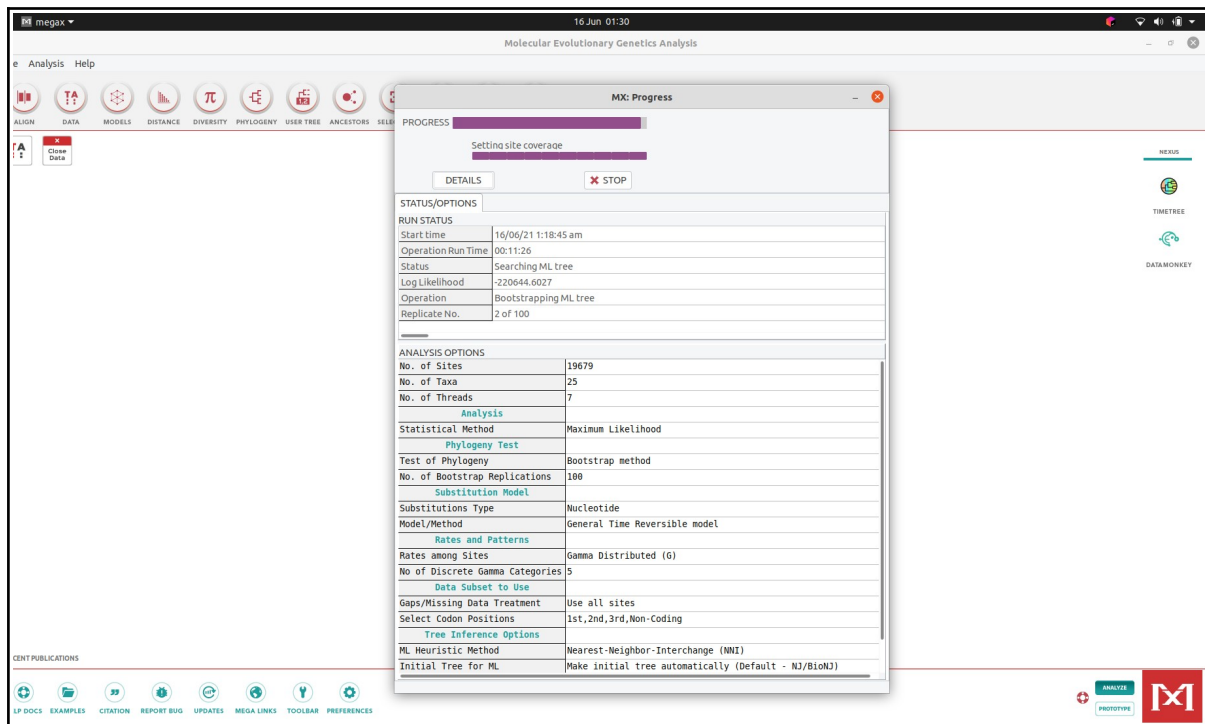 megax
16 Jun 01:30
Molecular Evolutionary Genetics Analysis
e Analysis Help
ALIGN DATA MODELS DISTANCE DIVERSITY PHYLOGENY USER TREE ANCESTORS SELE
TA
Close Data
MX: Progress
PROGRESS
Setting site coverage
DETAILS
STOP
STATUS/OPTIONS
RUN STATUS
Start time 16/06/21 1:18:45 am
Operation Run Time 00:11:26
Status Searching ML tree
Log Likelihood -220644.6027
Operation Bootstrapping ML tree
Replicate No. 2 of 100
ANALYSIS OPTIONS
No. of Sites 19679
No. of Taxa 25
No. of Threads 7
Analysis
Statistical Method Maximum Likelihood
Phylogeny Test
Test of Phylogeny Bootstrap method
No. of Bootstrap Replications 100
Substitution Model
Substitutions Type Nucleotide
Model/Method General Time Reversible model
Rates and Patterns
Rates among Sites Gamma Distributed (G)
No of Discrete Gamma Categories 5
Data Subset to Use
Gaps/Missing Data Treatment Use all sites
Select Codon Positions 1st,2nd,3rd,Non-Coding
Tree Inference Options
ML Heuristic Method Nearest-Neighbor-Interchange (NNI)
Initial Tree for ML Make initial tree automatically (Default - NJ/BioNJ)
NEXUS
TIMETREE
DATAMONKEY
CENT PUBLICATIONS
LP DOCS EXAMPLES CITATION REPORT BUG UPDATES MEGA LINKS TOOLBAR PREFERENCES
ANALYZE
PROTOTYPE